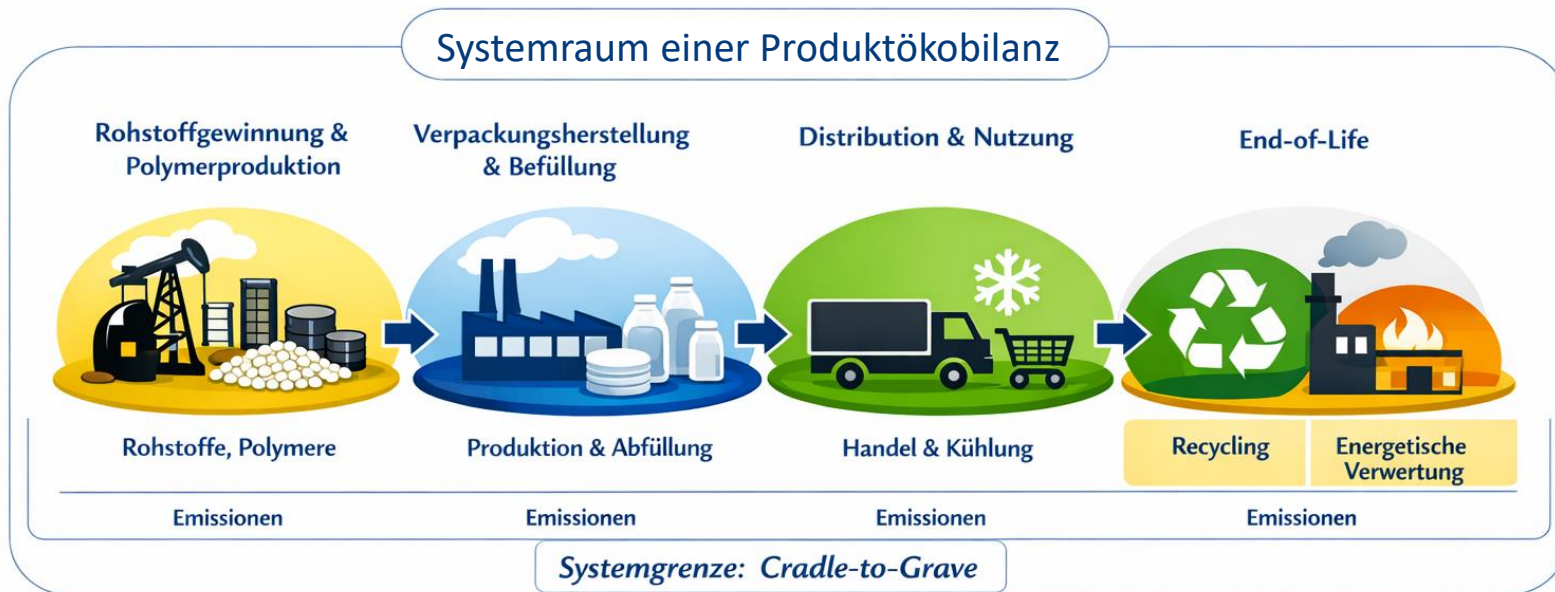 Systemraum einer Produktökobilanz
Rohstoffgewinnung &
Polymerproduktion
Verpackungsherstellung
& Befüllung
Distribution & Nutzung
End-of-Life
Rohstoffe, Polymere
Produktion & Abfüllung
Handel & Kühlung
Recycling
Energetische
Verwertung
Emissionen
Emissionen
Emissionen
Emissionen
Systemgrenze: Cradle-to-Grave